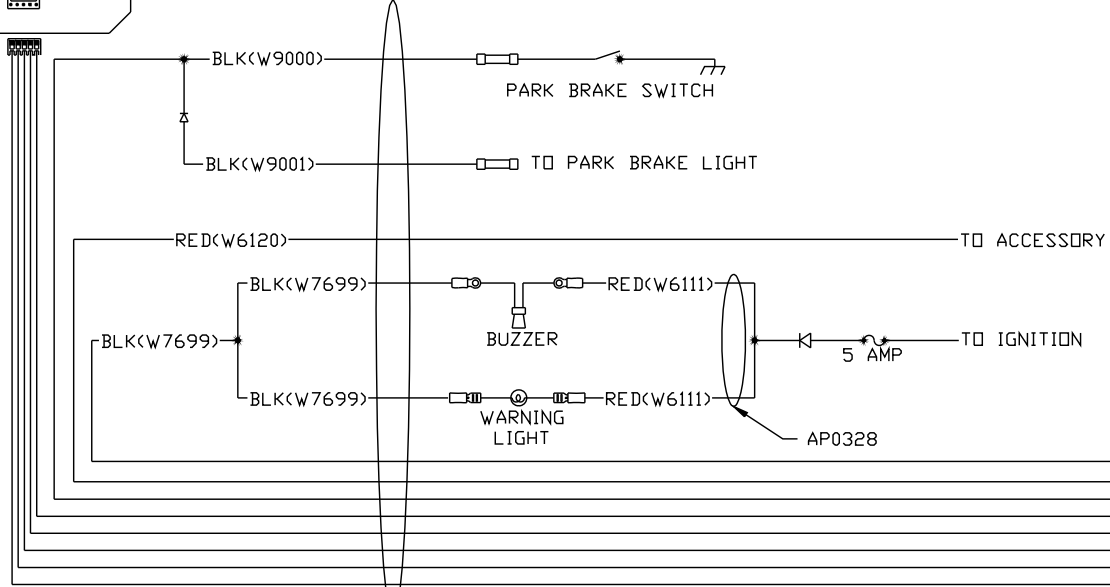 BLK(W9000)
PARK BRAKE SWITCH
BLK(W9001)
TO PARK BRAKE LIGHT
RED(W6120)
TO ACCESSORY
BLK(W7699)
RED(W6111)
BUZZER
BLK(W7699)
TO IGNITION
5 AMP
BLK(W7699)
RED(W6111)
WARNING
LIGHT
AP0328